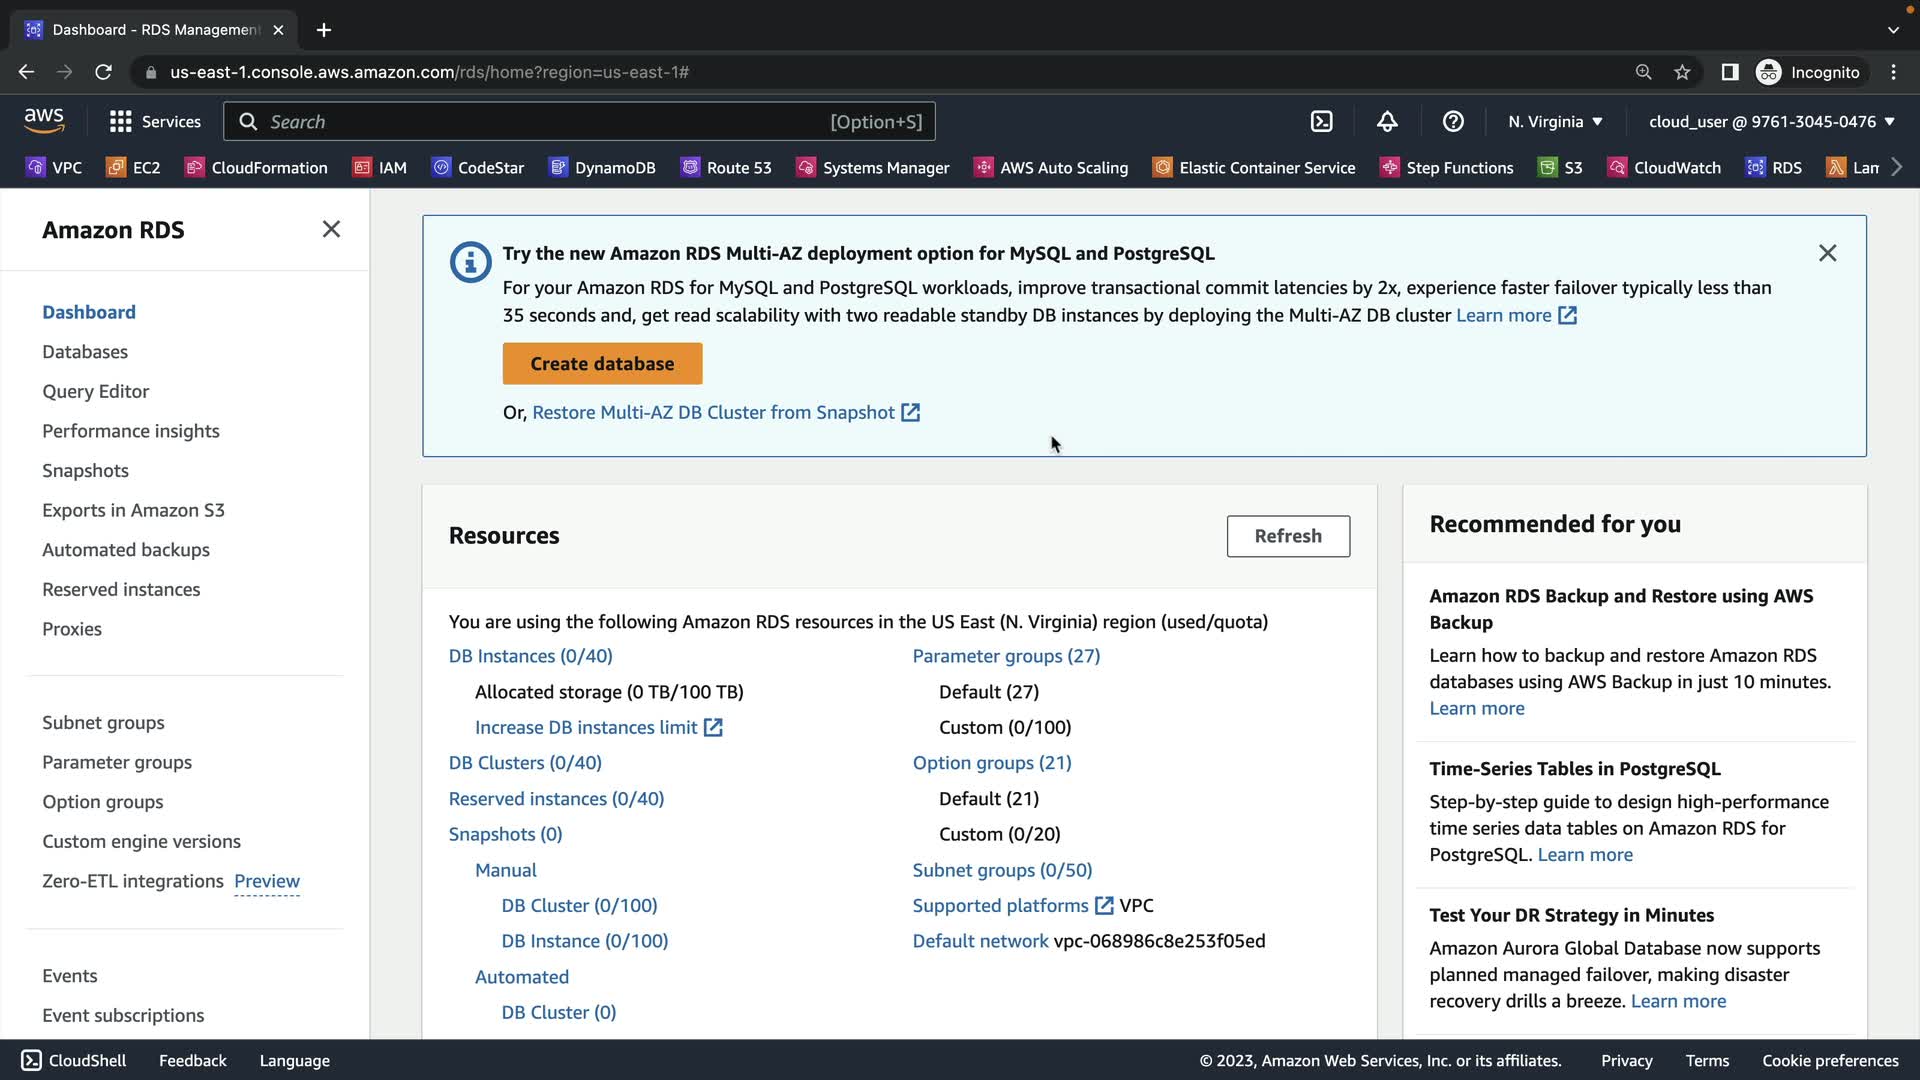 Dashboard - RDS Management
us-east-1.console.aws.amazon.com/rds/home?region=us-east-1#
Incognito
aws
Services
Search
[Option+S]
N. Virginia
cloud_user @ 9761-3045-0476
VPC
EC2
CloudFormation
IAM
CodeStar
DynamoDB
Route 53
Systems Manager
AWS Auto Scaling
Elastic Container Service
Step Functions
S3
CloudWatch
RDS
Lam
Amazon RDS
Dashboard
Databases
Query Editor
Performance insights
Snapshots
Exports in Amazon S3
Automated backups
Reserved instances
Proxies
Subnet groups
Parameter groups
Option groups
Custom engine versions
Zero-ETL integrations Preview
Events
Event subscriptions
Try the new Amazon RDS Multi-AZ deployment option for MySQL and PostgreSQL
For your Amazon RDS for MySQL and PostgreSQL workloads, improve transactional commit latencies by 2x, experience faster failover typically less than
35 seconds and, get read scalability with two readable standby DB instances by deploying the Multi-AZ DB cluster Learn more
Create database
Or, Restore Multi-AZ DB Cluster from Snapshot
Resources
Refresh
You are using the following Amazon RDS resources in the US East (N. Virginia) region (used/quota)
DB Instances (0/40)
Allocated storage (0 TB/100 TB)
Increase DB instances limit
DB Clusters (0/40)
Reserved instances (0/40)
Snapshots (0)
Manual
DB Cluster (0/100)
DB Instance (0/100)
Automated
DB Cluster (0)
Parameter groups (27)
Default (27)
Custom (0/100)
Option groups (21)
Default (21)
Custom (0/20)
Subnet groups (0/50)
Supported platforms VPC
Default network vpc-068986c8e253f05ed
Recommended for you
Amazon RDS Backup and Restore using AWS
Backup
Learn how to backup and restore Amazon RDS
databases using AWS Backup in just 10 minutes.
Learn more
Time-Series Tables in PostgreSQL
Step-by-step guide to design high-performance
time series data tables on Amazon RDS for
PostgreSQL. Learn more
Test Your DR Strategy in Minutes
Amazon Aurora Global Database now supports
planned managed failover, making disaster
recovery drills a breeze. Learn more
CloudShell
Feedback
Language
© 2023, Amazon Web Services, Inc. or its affiliates.
Privacy
Terms
Cookie preferences